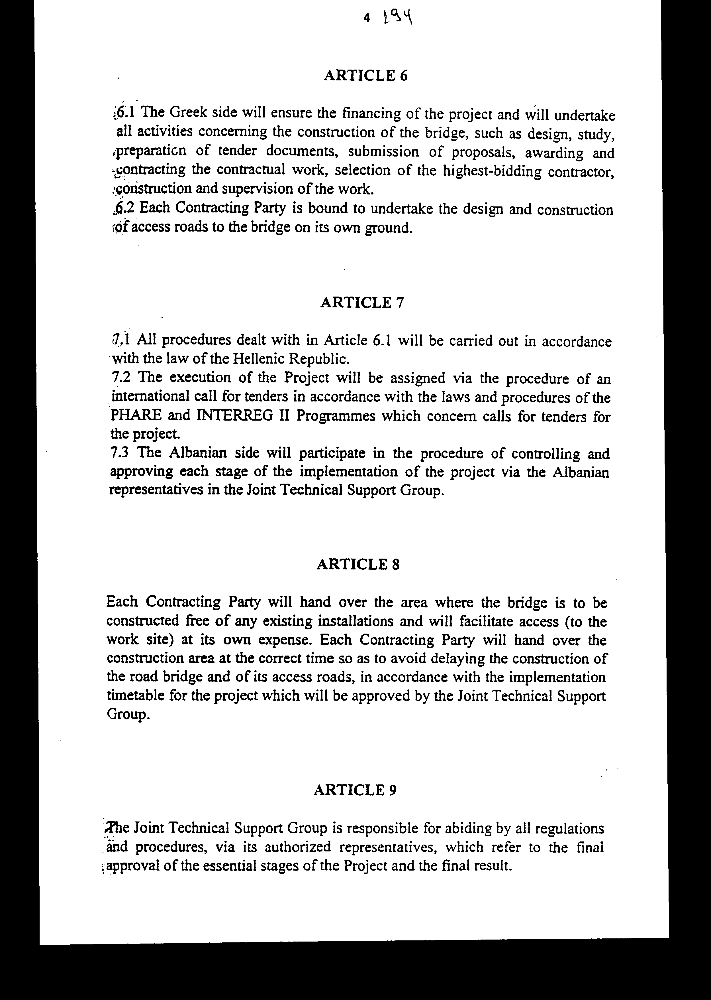 4 294
ARTICLE 6
6.1 The Greek side will ensure the financing of the project and will undertake
all activities concerning the construction of the bridge, such as design, study,
preparation of tender documents, submission of proposals, awarding and
contracting the contractual work, selection of the highest-bidding contractor,
construction and supervision of the work.
6.2 Each Contracting Party is bound to undertake the design and construction
of access roads to the bridge on its own ground.
ARTICLE 7
7.1 All procedures dealt with in Article 6.1 will be carried out in accordance
with the law of the Hellenic Republic.
7.2 The execution of the Project will be assigned via the procedure of an
international call for tenders in accordance with the laws and procedures of the
PHARE and INTERREG II Programmes which concern calls for tenders for
the project.
7.3 The Albanian side will participate in the procedure of controlling and
approving each stage of the implementation of the project via the Albanian
representatives in the Joint Technical Support Group.
ARTICLE 8
Each Contracting Party will hand over the area where the bridge is to be
constructed free of any existing installations and will facilitate access (to the
work site) at its own expense. Each Contracting Party will hand over the
construction area at the correct time so as to avoid delaying the construction of
the road bridge and of its access roads, in accordance with the implementation
timetable for the project which will be approved by the Joint Technical Support
Group.
ARTICLE 9
The Joint Technical Support Group is responsible for abiding by all regulations
and procedures, via its authorized representatives, which refer to the final
approval of the essential stages of the Project and the final result.